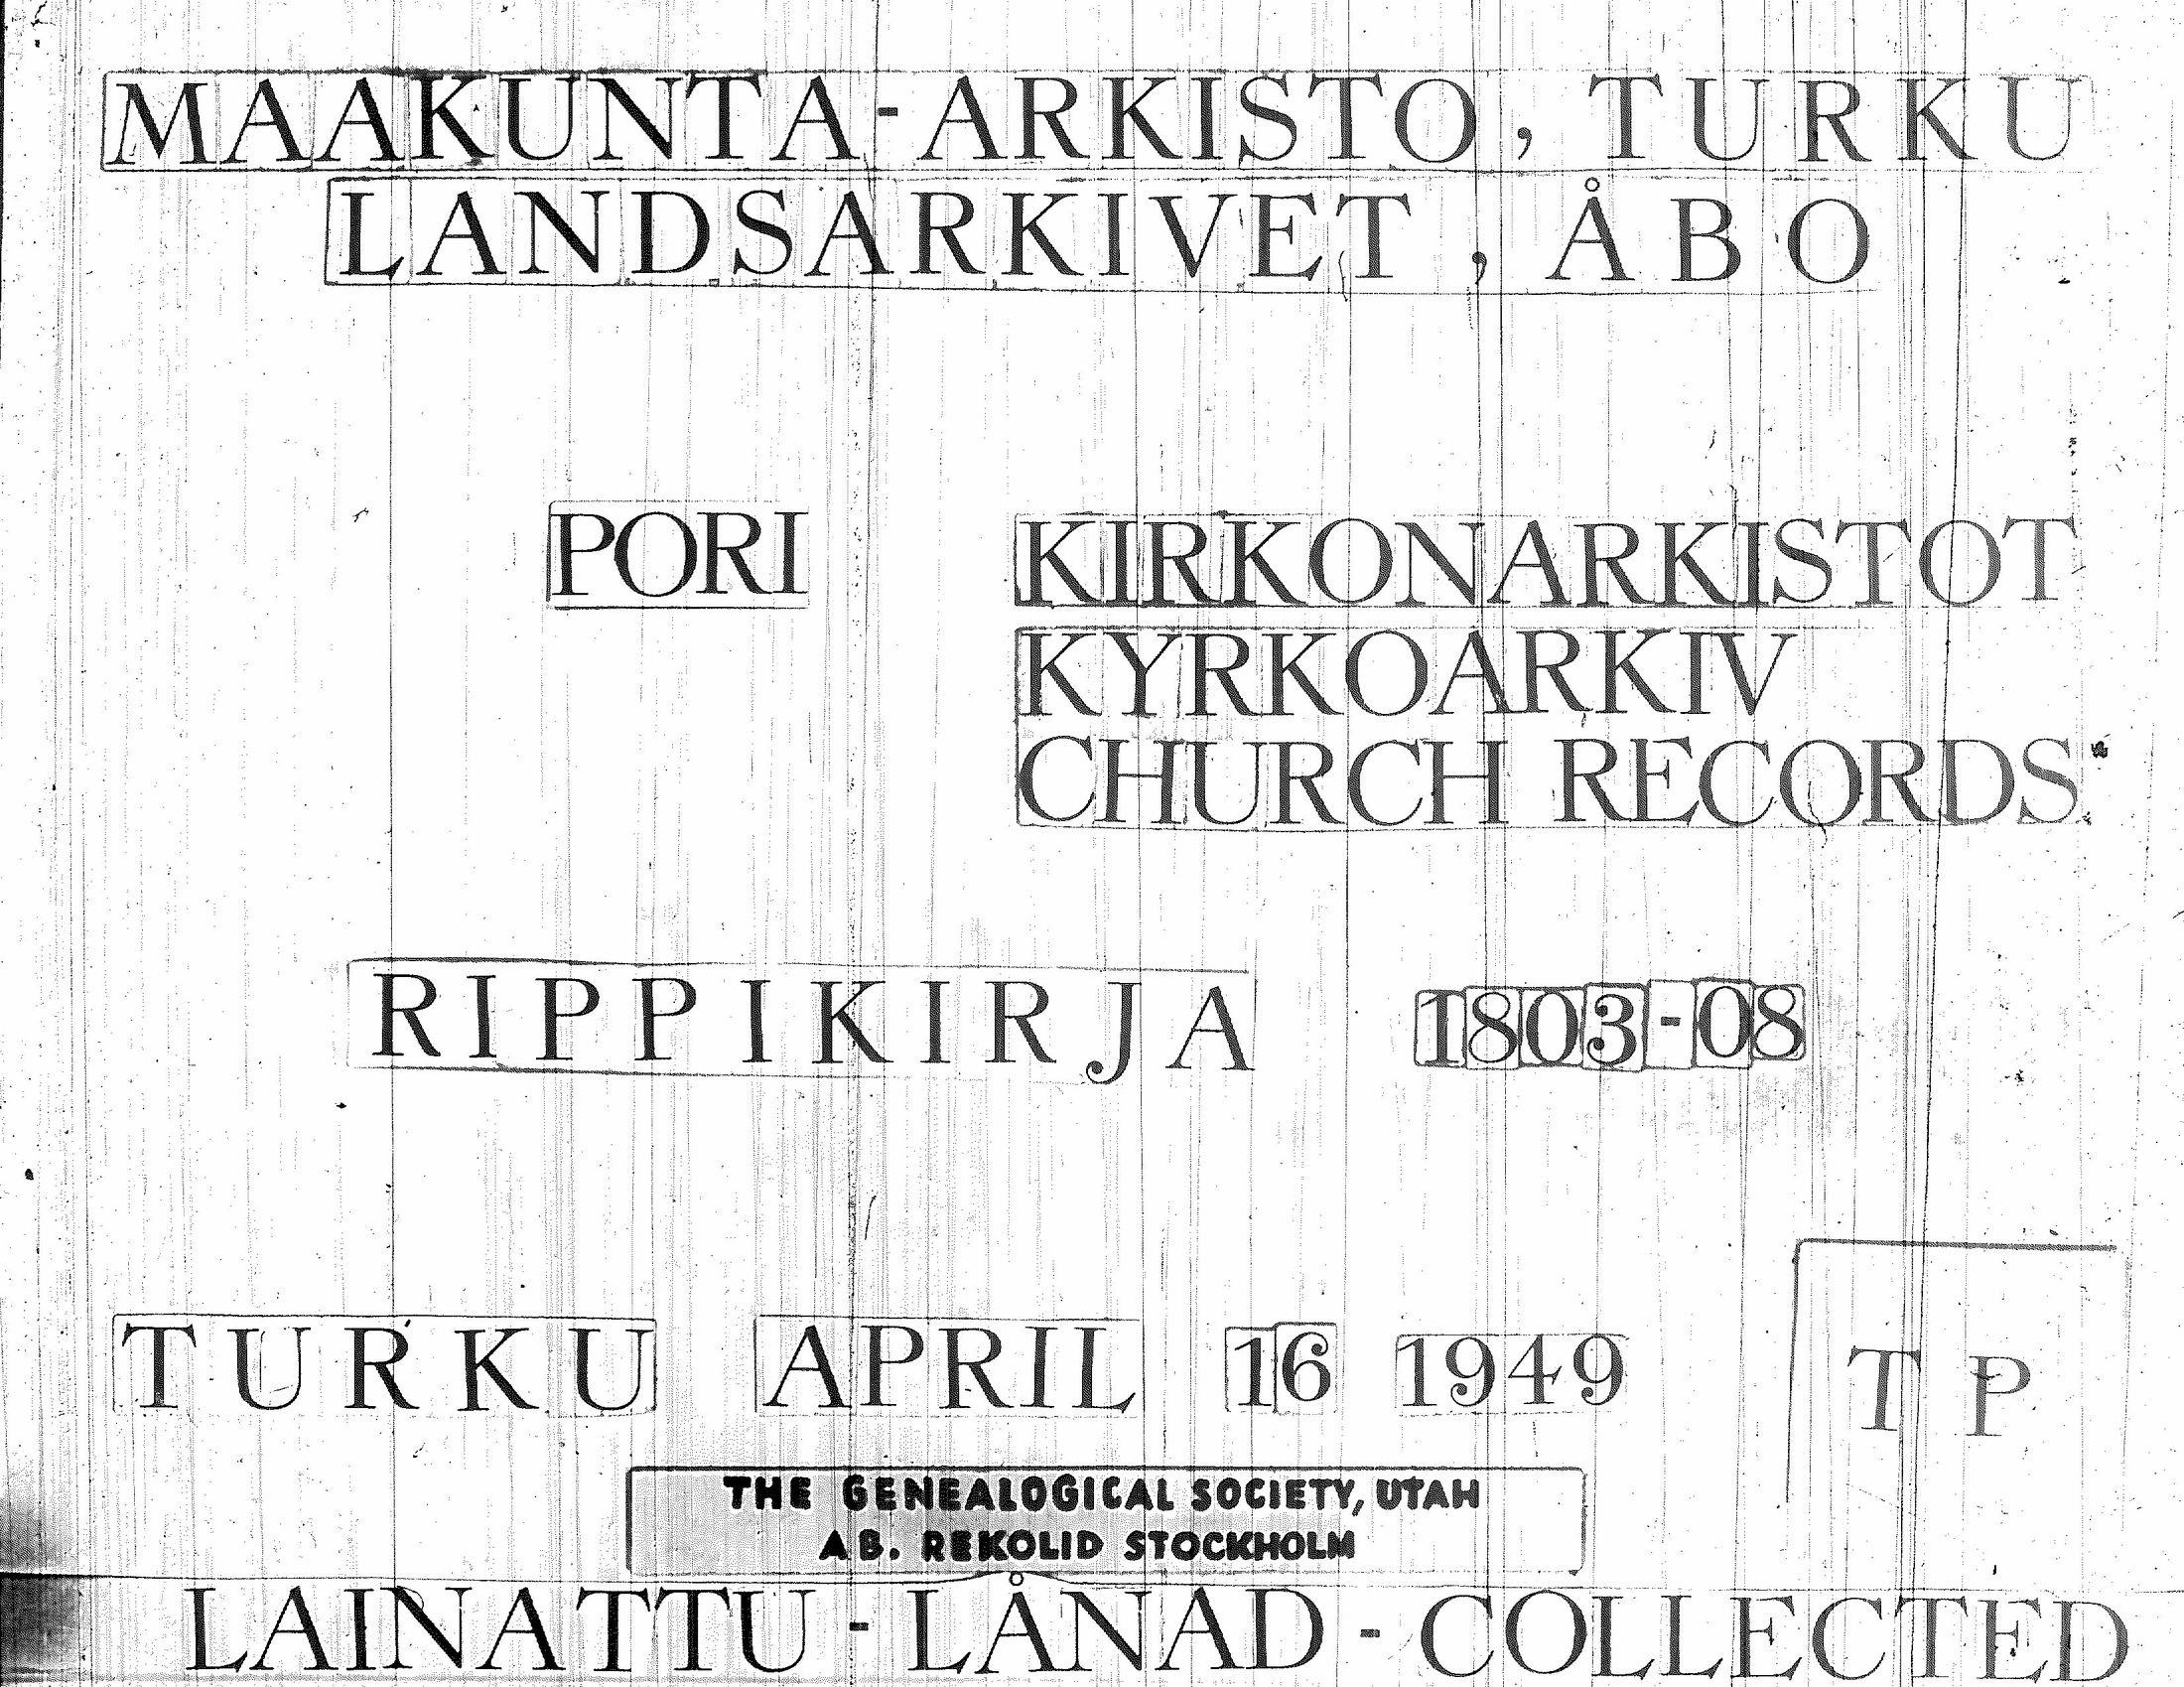 MAAKUNTA-ARKISTO, TURKU
LANDSARKIVET, ÅBO
PORI KIRKONARKISTOT
KYRKOARKIV
CHURCH RECORDS
RIPPIKIRJA 1803-08
TURKU APRIL 16 1949 TP
THE GENEALOGICAL SOCIETY, UTAH
AB. REKOLID STOCKHOLM
LAINATTU - LÅNAD - COLLECTED